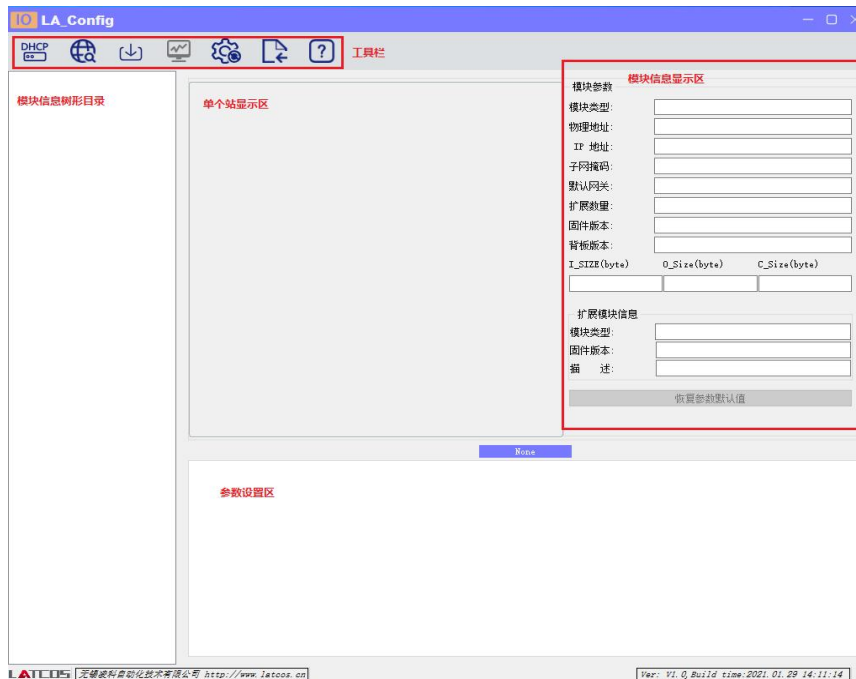 IO LA_Config
DHCP
工具栏
模块信息树形目录
单个站显示区
模块信息显示区
模块参数
模块类型:
物理地址:
IP 地址:
子网掩码:
默认网关:
扩展数量:
固件版本:
背板版本:
I_SIZE(byte) O_Size(byte) C_Size(byte)
扩展模块信息
模块类型:
固件版本:
描 述:
恢复参数默认值
None
参数设置区
LATCOS 无锡凌科自动化技术有限公司 http://www.latcos.cn
Ver: V1.0,Build time:2021.01.29 14:11:14